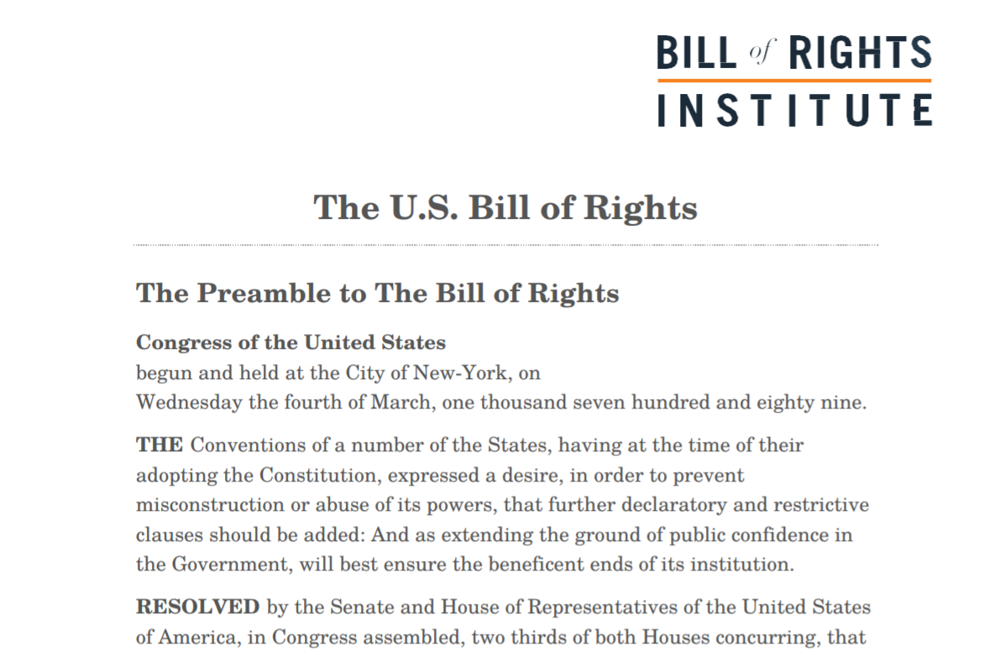 BILL of RIGHTS
INSTITUTE
The U.S. Bill of Rights
The Preamble to The Bill of Rights
Congress of the United States
begun and held at the City of New-York, on
Wednesday the fourth of March, one thousand seven hundred and eighty nine.
THE Conventions of a number of the States, having at the time of their
adopting the Constitution, expressed a desire, in order to prevent
misconstruction or abuse of its powers, that further declaratory and restrictive
clauses should be added: And as extending the ground of public confidence in
the Government, will best ensure the beneficent ends of its institution.
RESOLVED by the Senate and House of Representatives of the United States
of America, in Congress assembled, two thirds of both Houses concurring, that